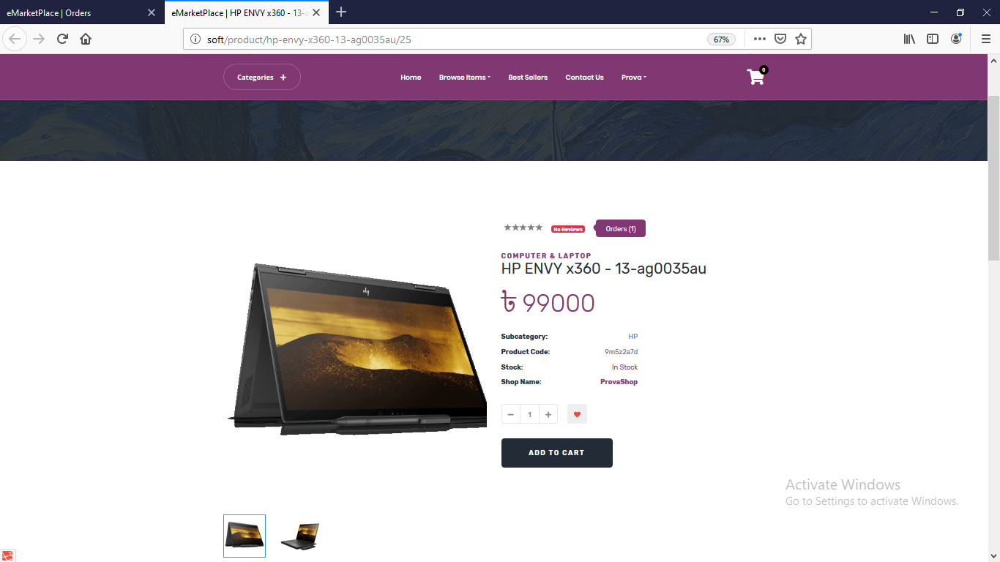 eMarketPlace | Orders
eMarketPlace | HP ENVY x360 - 13-a
soft/product/hp-envy-x360-13-ag0035au/25
67%
Categories +
Home
Browse Items
Best Sellers
Contact Us
Prova
0
★★★★★
No Reviews
Orders (1)
COMPUTER & LAPTOP
HP ENVY x360 - 13-ag0035au
৳ 99000
Subcategory: HP
Product Code: 9m5z2a7d
Stock: In Stock
Shop Name: ProvaShop
− 1 +
ADD TO CART
hp
Activate Windows
Go to Settings to activate Windows.